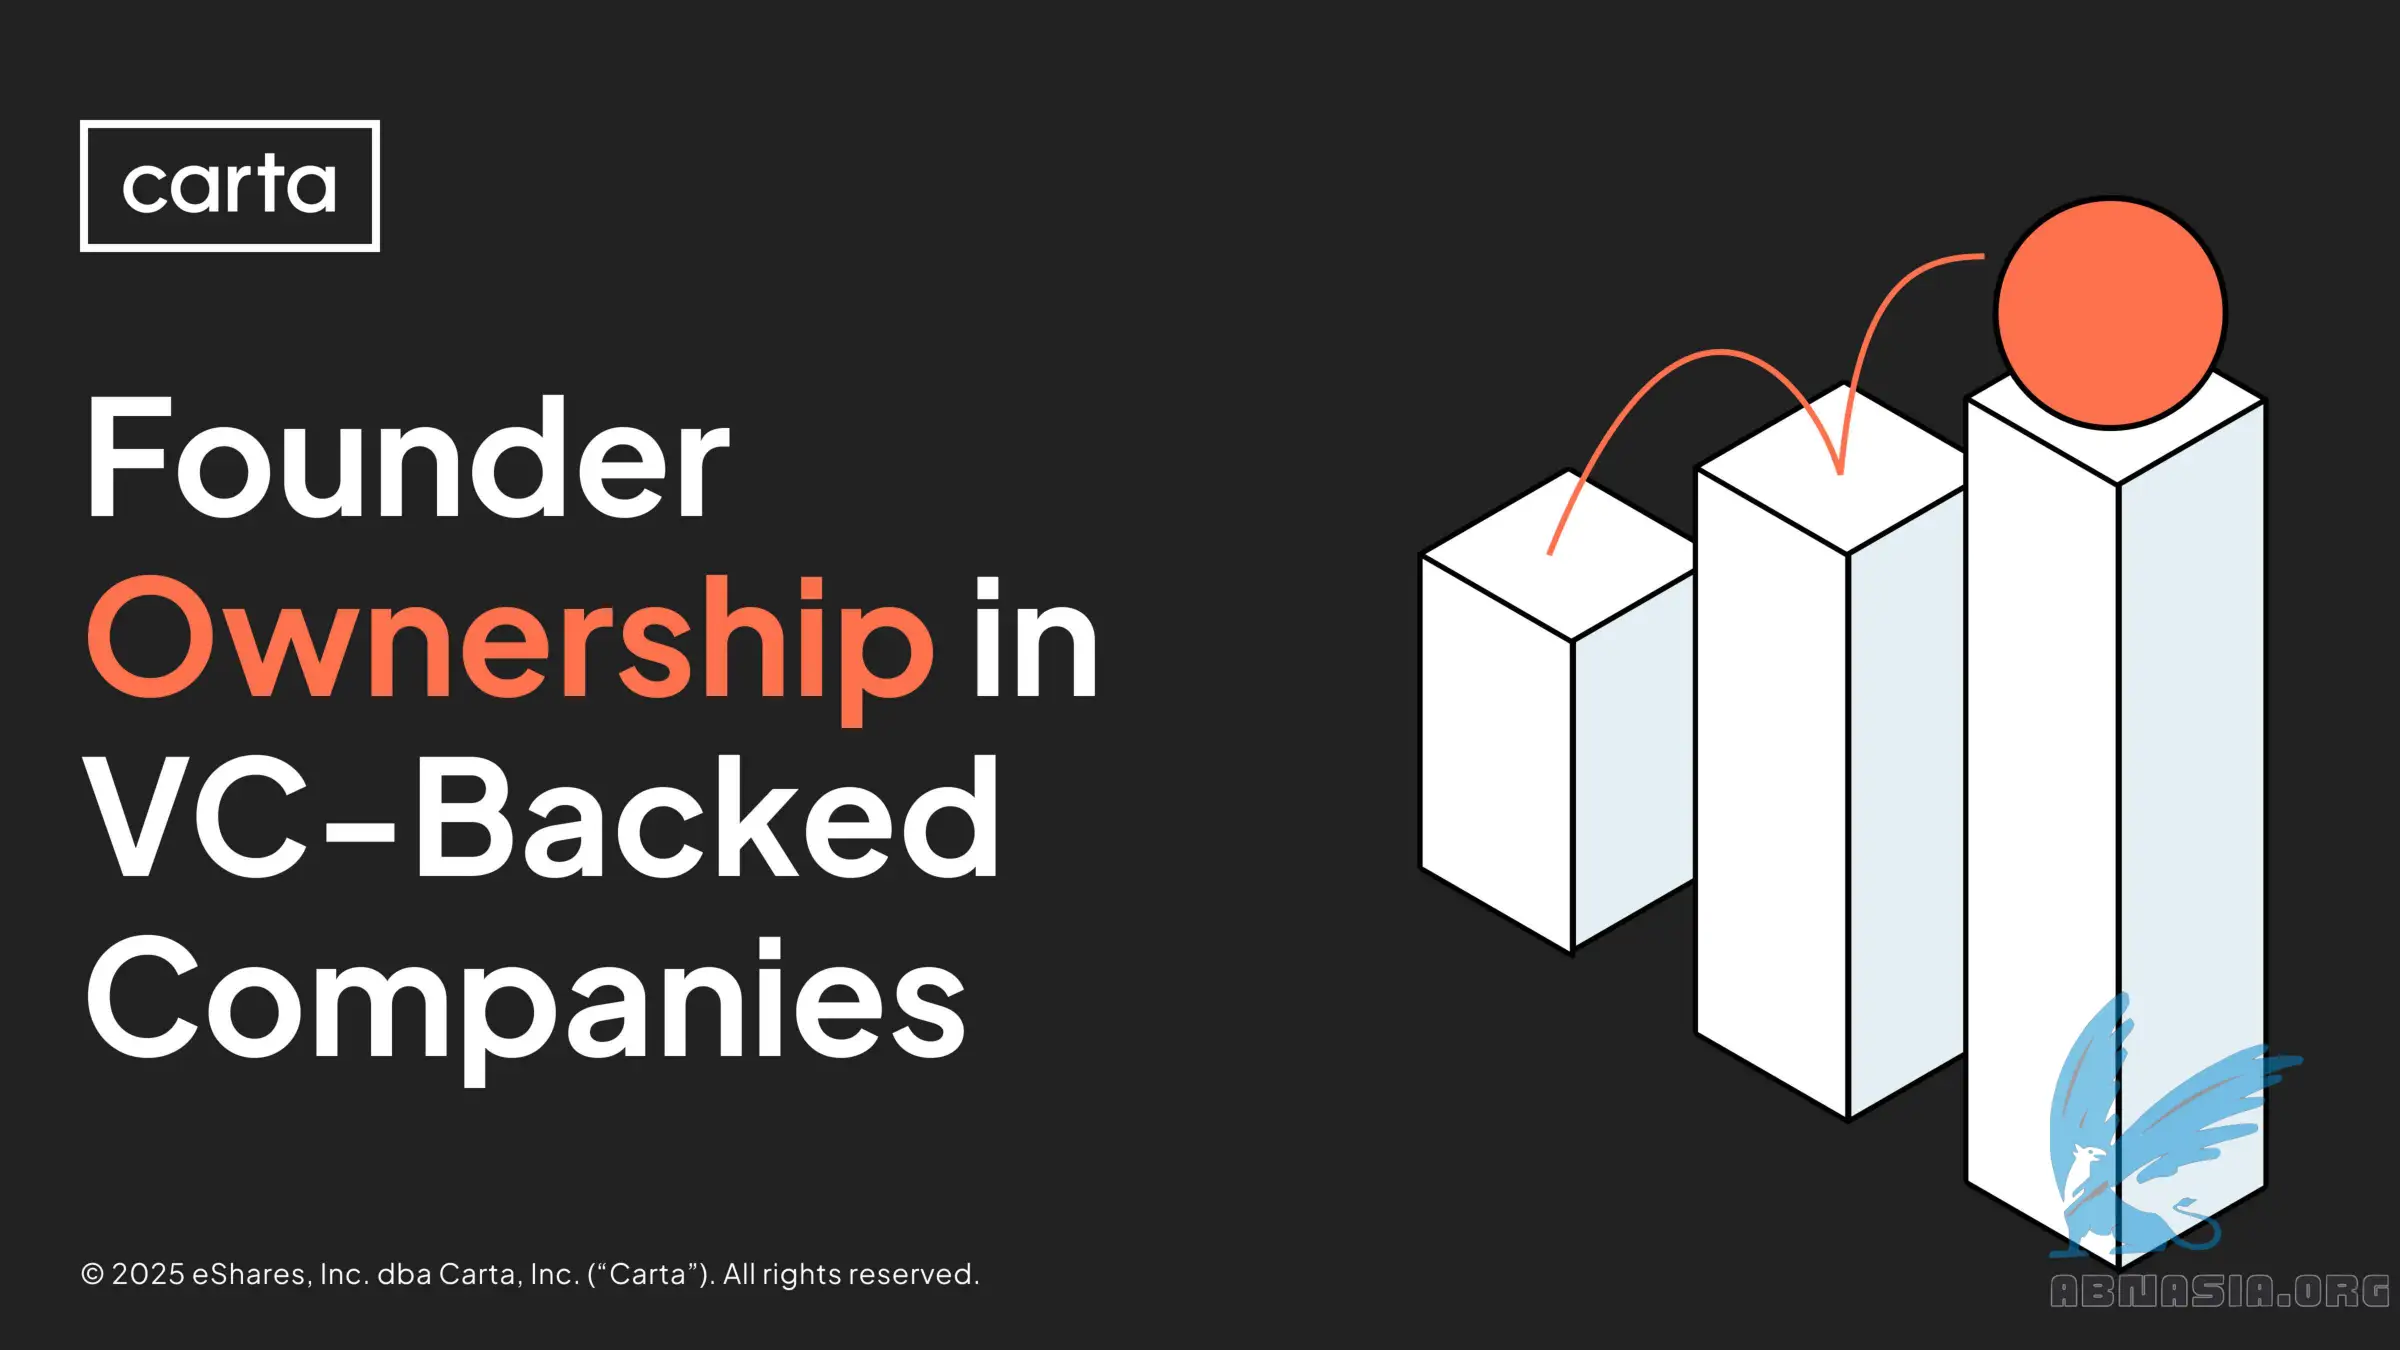 carta
Founder
Ownership in
VC-Backed
Companies
© 2025 eShares, Inc. dba Carta, Inc. (“Carta”). All rights reserved.
ABNASIA.ORG